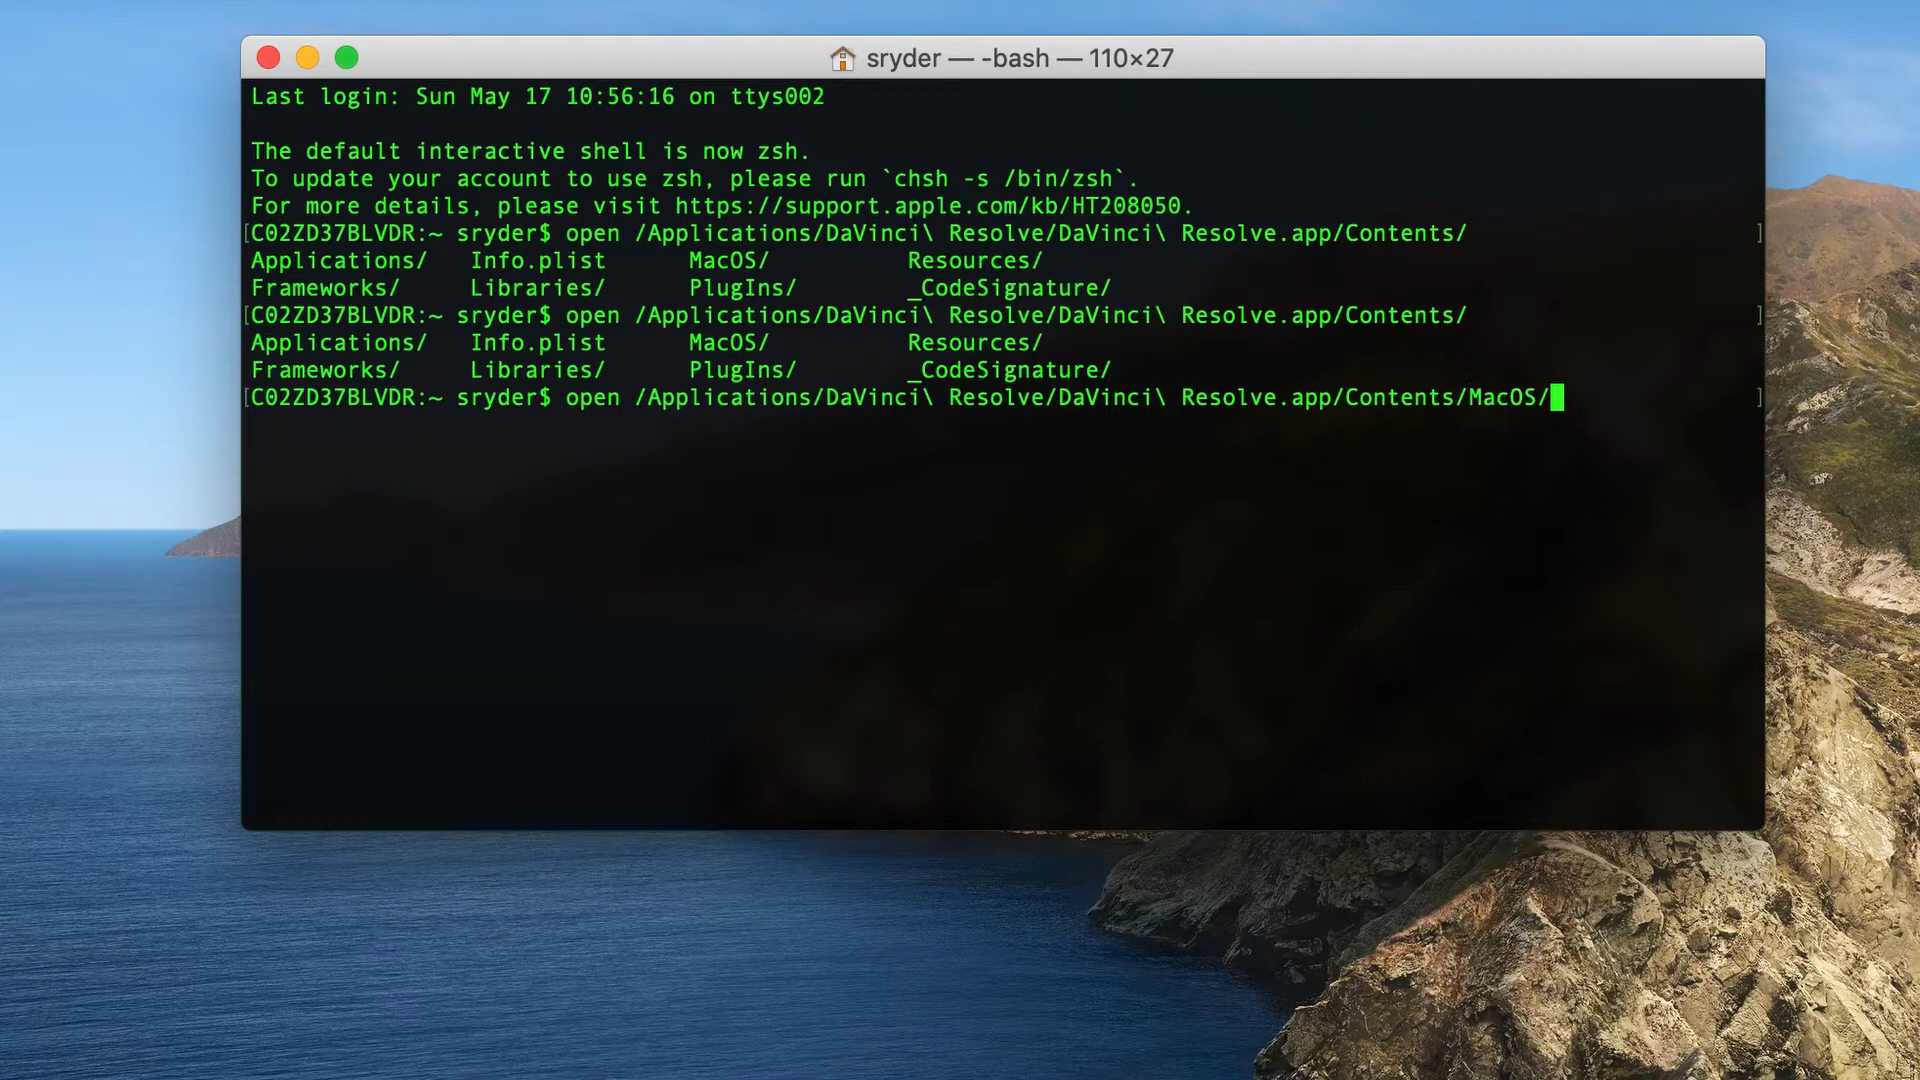 sryder — -bash — 110×27
Last login: Sun May 17 10:56:16 on ttys002
The default interactive shell is now zsh.
To update your account to use zsh, please run `chsh -s /bin/zsh`.
For more details, please visit https://support.apple.com/kb/HT208050.
[C02ZD37BLVDR:~ sryder$ open /Applications/DaVinci\ Resolve/DaVinci\ Resolve.app/Contents/ ]
Applications/ Info.plist MacOS/ Resources/
Frameworks/ Libraries/ PlugIns/ _CodeSignature/
[C02ZD37BLVDR:~ sryder$ open /Applications/DaVinci\ Resolve/DaVinci\ Resolve.app/Contents/ ]
Applications/ Info.plist MacOS/ Resources/
Frameworks/ Libraries/ PlugIns/ _CodeSignature/
[C02ZD37BLVDR:~ sryder$ open /Applications/DaVinci\ Resolve/DaVinci\ Resolve.app/Contents/MacOS/ ]